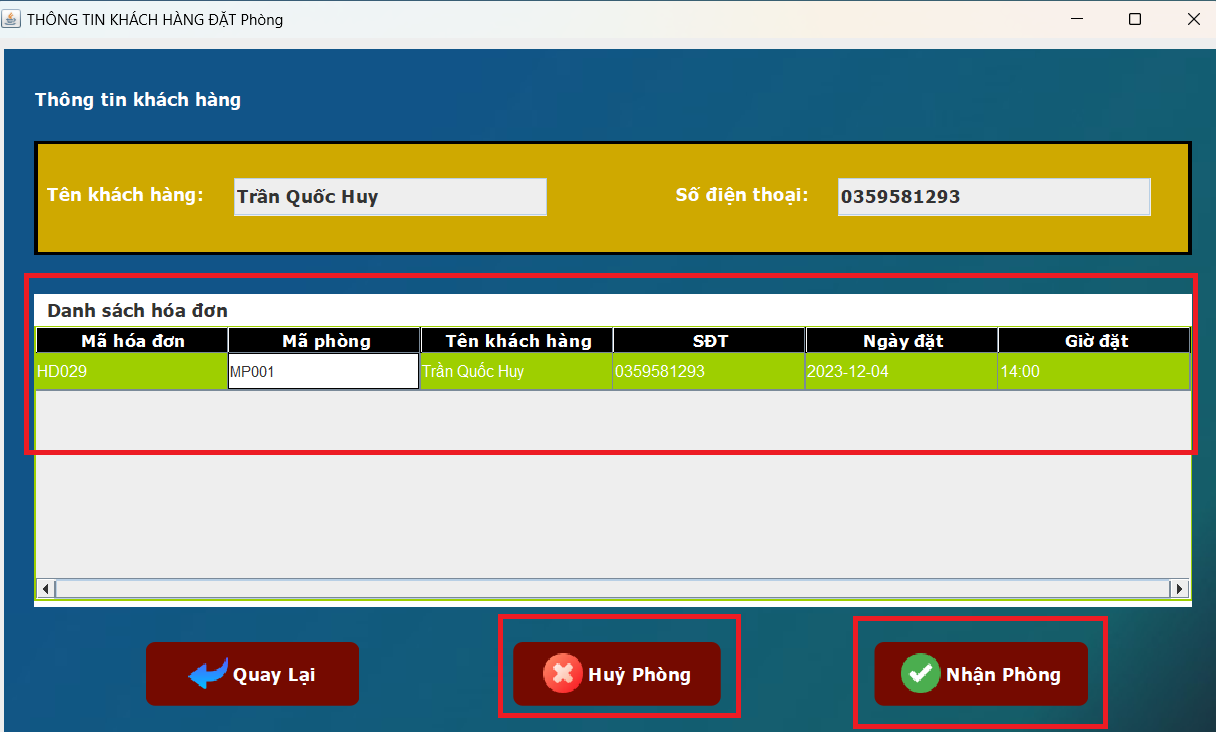 THÔNG TIN KHÁCH HÀNG ĐẶT Phòng
Thông tin khách hàng
Tên khách hàng: Trần Quốc Huy Số điện thoại: 0359581293
Danh sách hóa đơn
Mã hóa đơn Mã phòng Tên khách hàng SĐT Ngày đặt Giờ đặt
HD029 MP001 Trần Quốc Huy 0359581293 2023-12-04 14:00
Quay Lại Huỷ Phòng Nhận Phòng